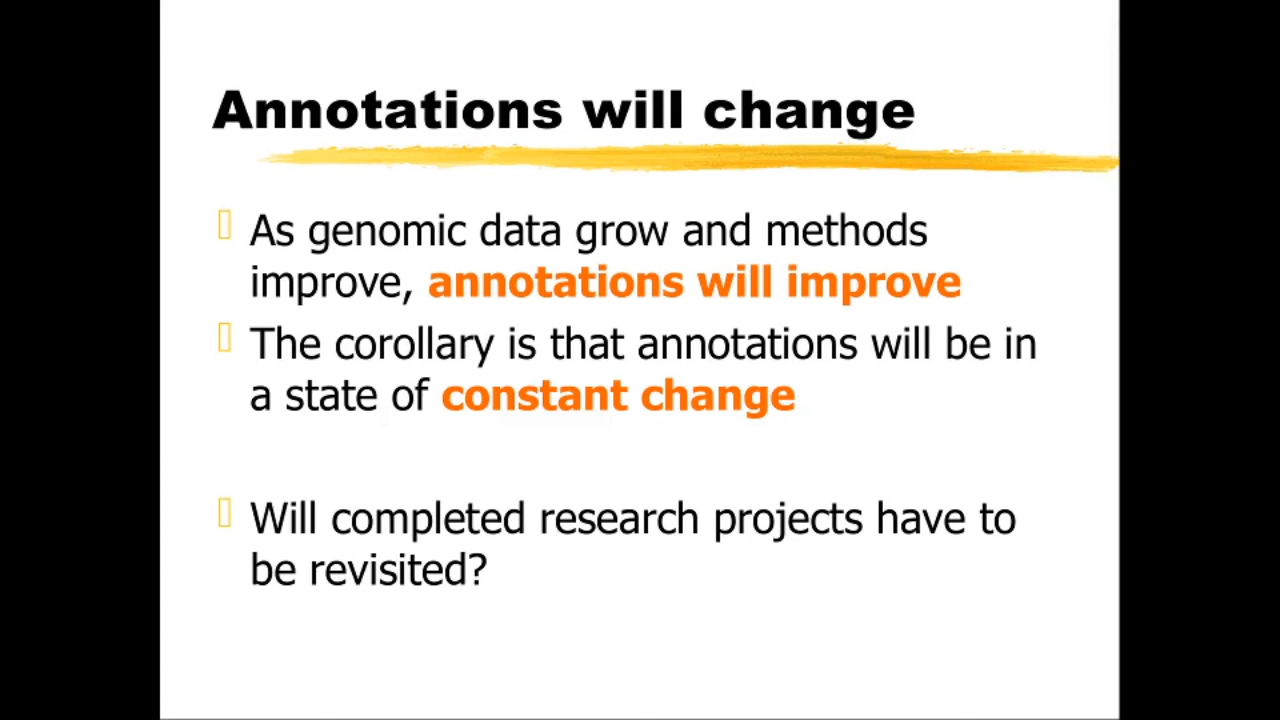 Annotations will change
As genomic data grow and methods
improve, annotations will improve
The corollary is that annotations will be in
a state of constant change
Will completed research projects have to
be revisited?